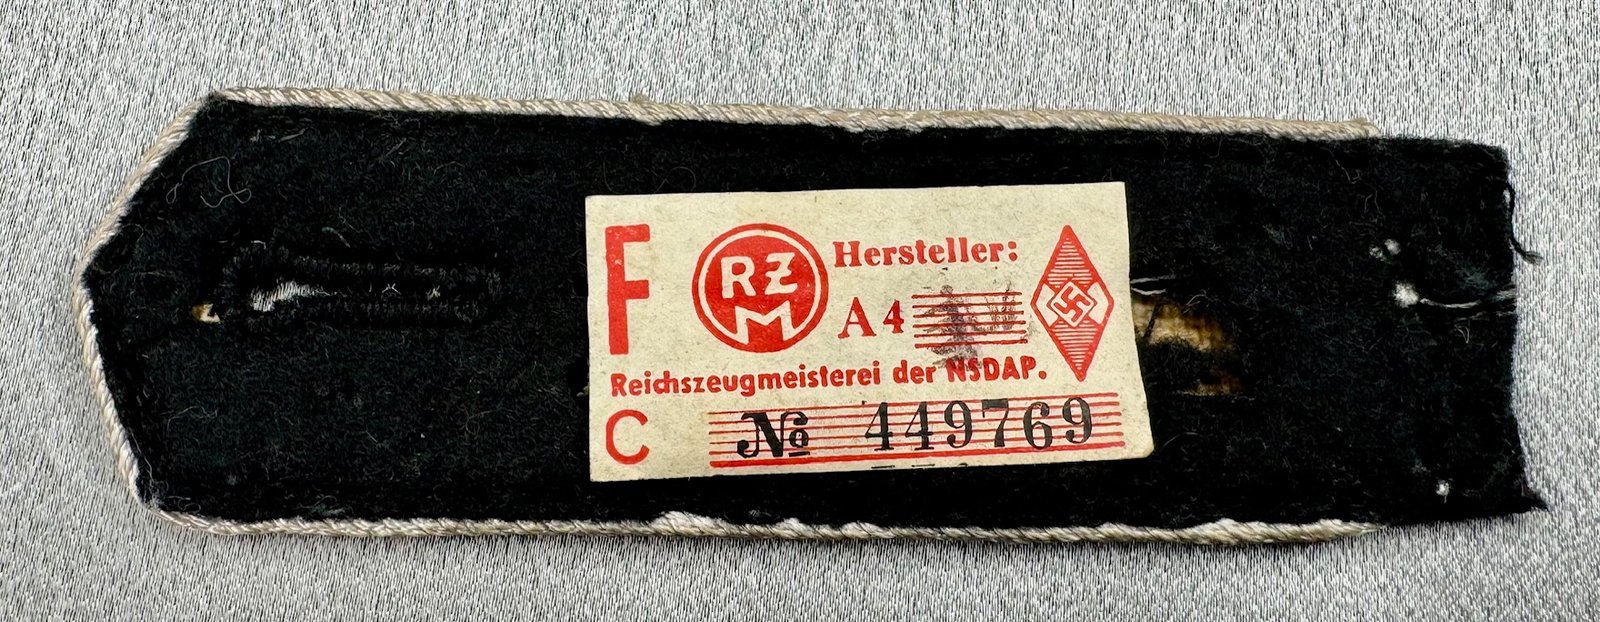 F
RZM
Hersteller:
A4
Reichszeugmeisterei der NSDAP.
C № 449769